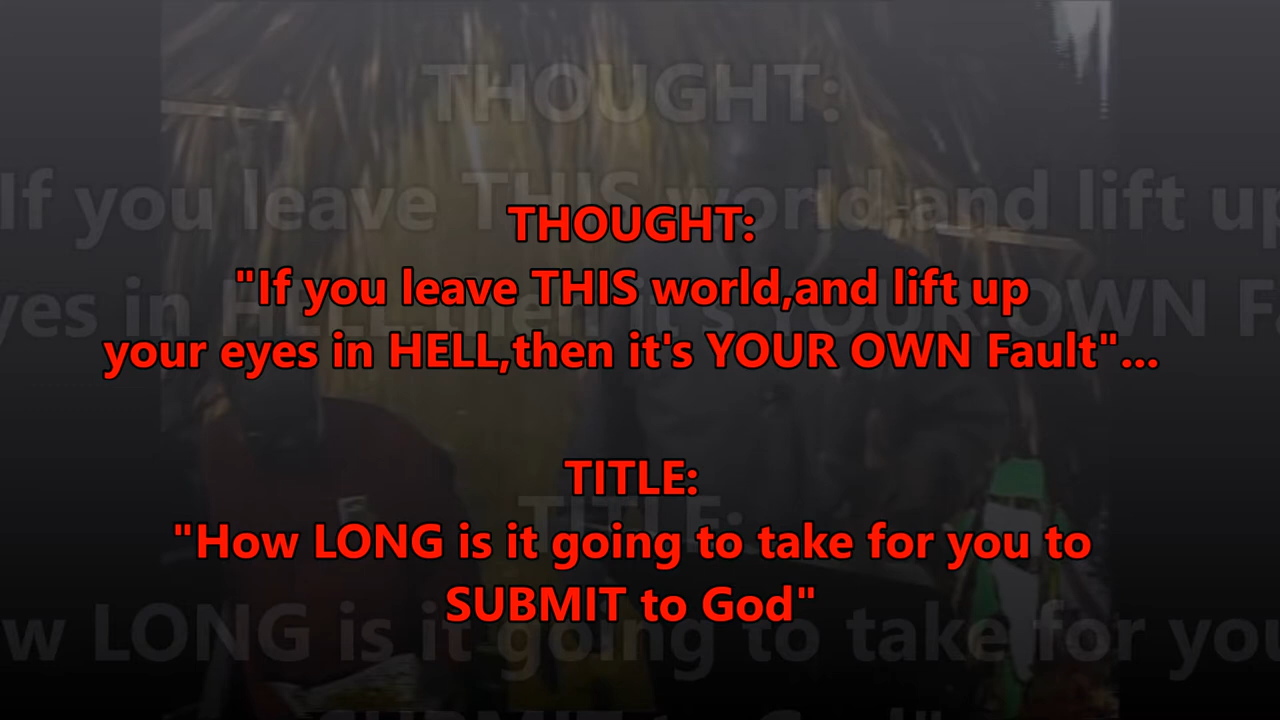 THOUGHT:
"If you leave THIS world,and lift up
your eyes in HELL,then it's YOUR OWN Fault"...
TITLE:
"How LONG is it going to take for you to
SUBMIT to God"